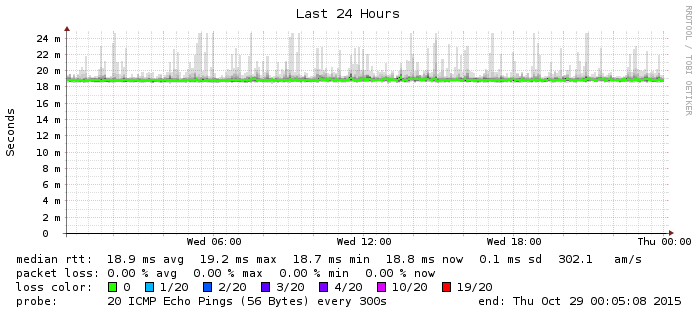 Last 24 Hours
RRDTOOL / TOBI OETIKER
Seconds
24 m
22 m
20 m
18 m
16 m
14 m
12 m
10 m
8 m
6 m
4 m
2 m
0
Wed 06:00 Wed 12:00 Wed 18:00 Thu 00:00
median rtt: 18.9 ms avg 19.2 ms max 18.7 ms min 18.8 ms now 0.1 ms sd 302.1 am/s
packet loss: 0.00 % avg 0.00 % max 0.00 % min 0.00 % now
loss color: 0 1/20 2/20 3/20 4/20 10/20 19/20
probe: 20 ICMP Echo Pings (56 Bytes) every 300s end: Thu Oct 29 00:05:08 2015